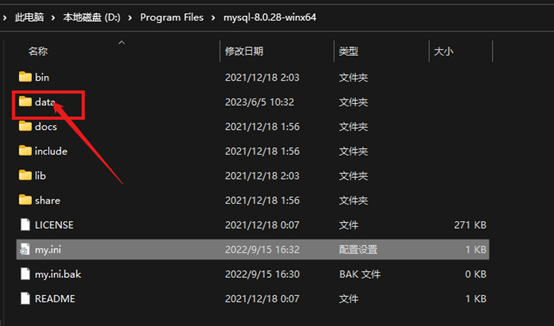 此电脑 > 本地磁盘 (D:) > Program Files > mysql-8.0.28-winx64
名称 修改日期 类型 大小
bin 2021/12/18 2:03 文件夹
data 2023/6/5 10:32 文件夹
docs 2021/12/18 1:56 文件夹
include 2021/12/18 1:56 文件夹
lib 2021/12/18 2:03 文件夹
share 2021/12/18 1:56 文件夹
LICENSE 2021/12/18 0:07 文件 271 KB
my.ini 2022/9/15 16:32 配置设置 1 KB
my.ini.bak 2022/9/15 16:30 BAK 文件 0 KB
README 2021/12/18 0:07 文件 1 KB